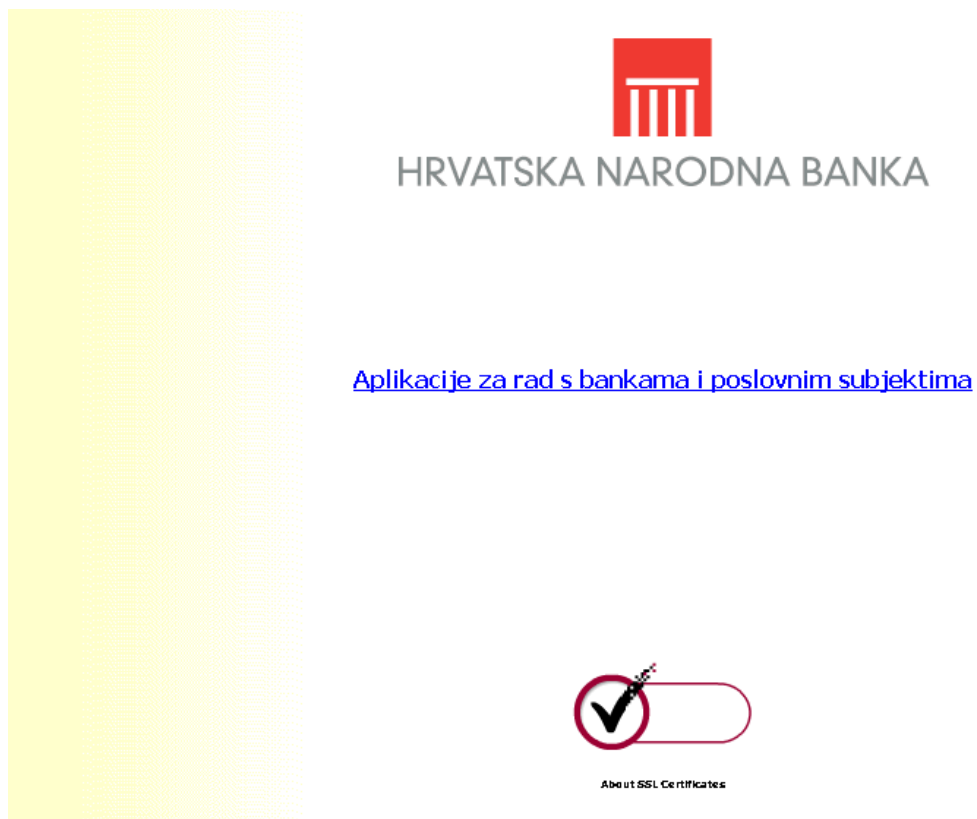 HRVATSKA NARODNA BANKA
Aplikacije za rad s bankama i poslovnim subjektima
About SSL Certificates